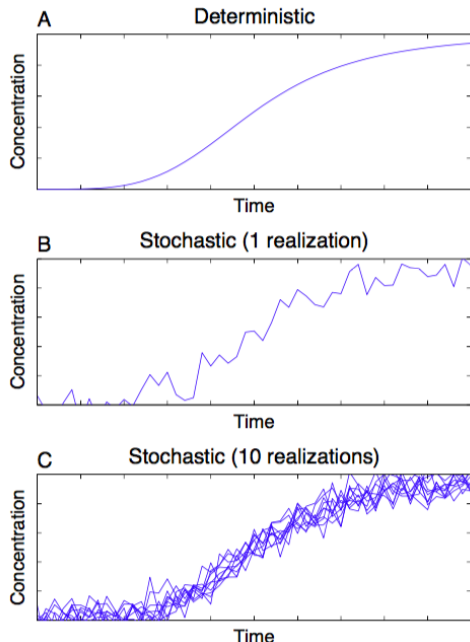 A
Deterministic
Concentration
Time
B
Stochastic (1 realization)
Concentration
Time
C
Stochastic (10 realizations)
Concentration
Time